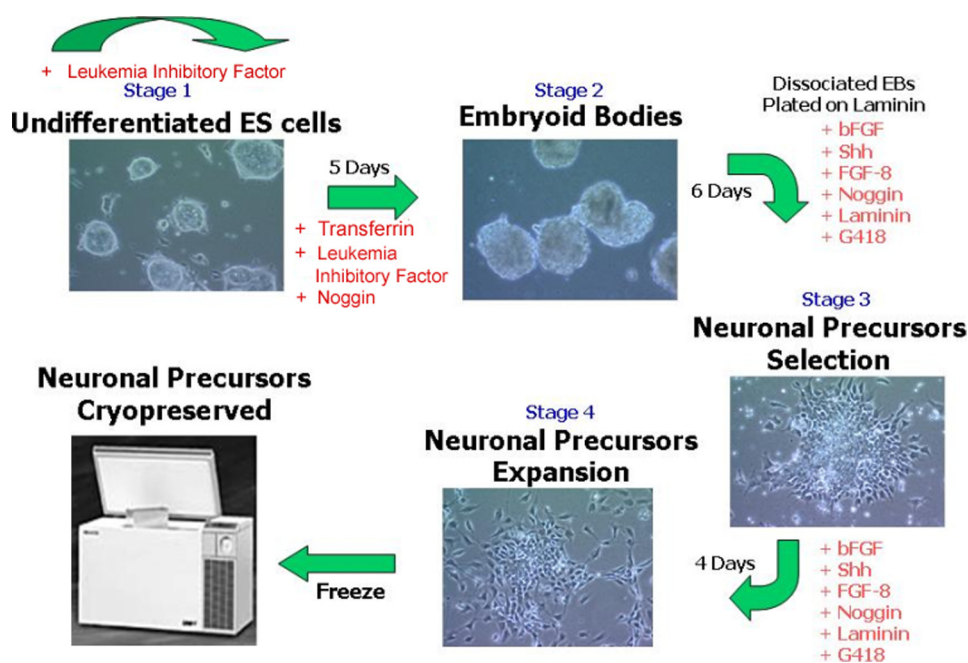 + Leukemia Inhibitory Factor
Stage 1
Undifferentiated ES cells
5 Days
+ Transferrin
+ Leukemia
Inhibitory Factor
+ Noggin
Stage 2
Embryoid Bodies
6 Days
Dissociated EBs
Plated on Laminin
+ bFGF
+ Shh
+ FGF-8
+ Noggin
+ Laminin
+ G418
Stage 3
Neuronal Precursors
Selection
4 Days
+ bFGF
+ Shh
+ FGF-8
+ Noggin
+ Laminin
+ G418
Stage 4
Neuronal Precursors
Expansion
Freeze
Neuronal Precursors
Cryopreserved